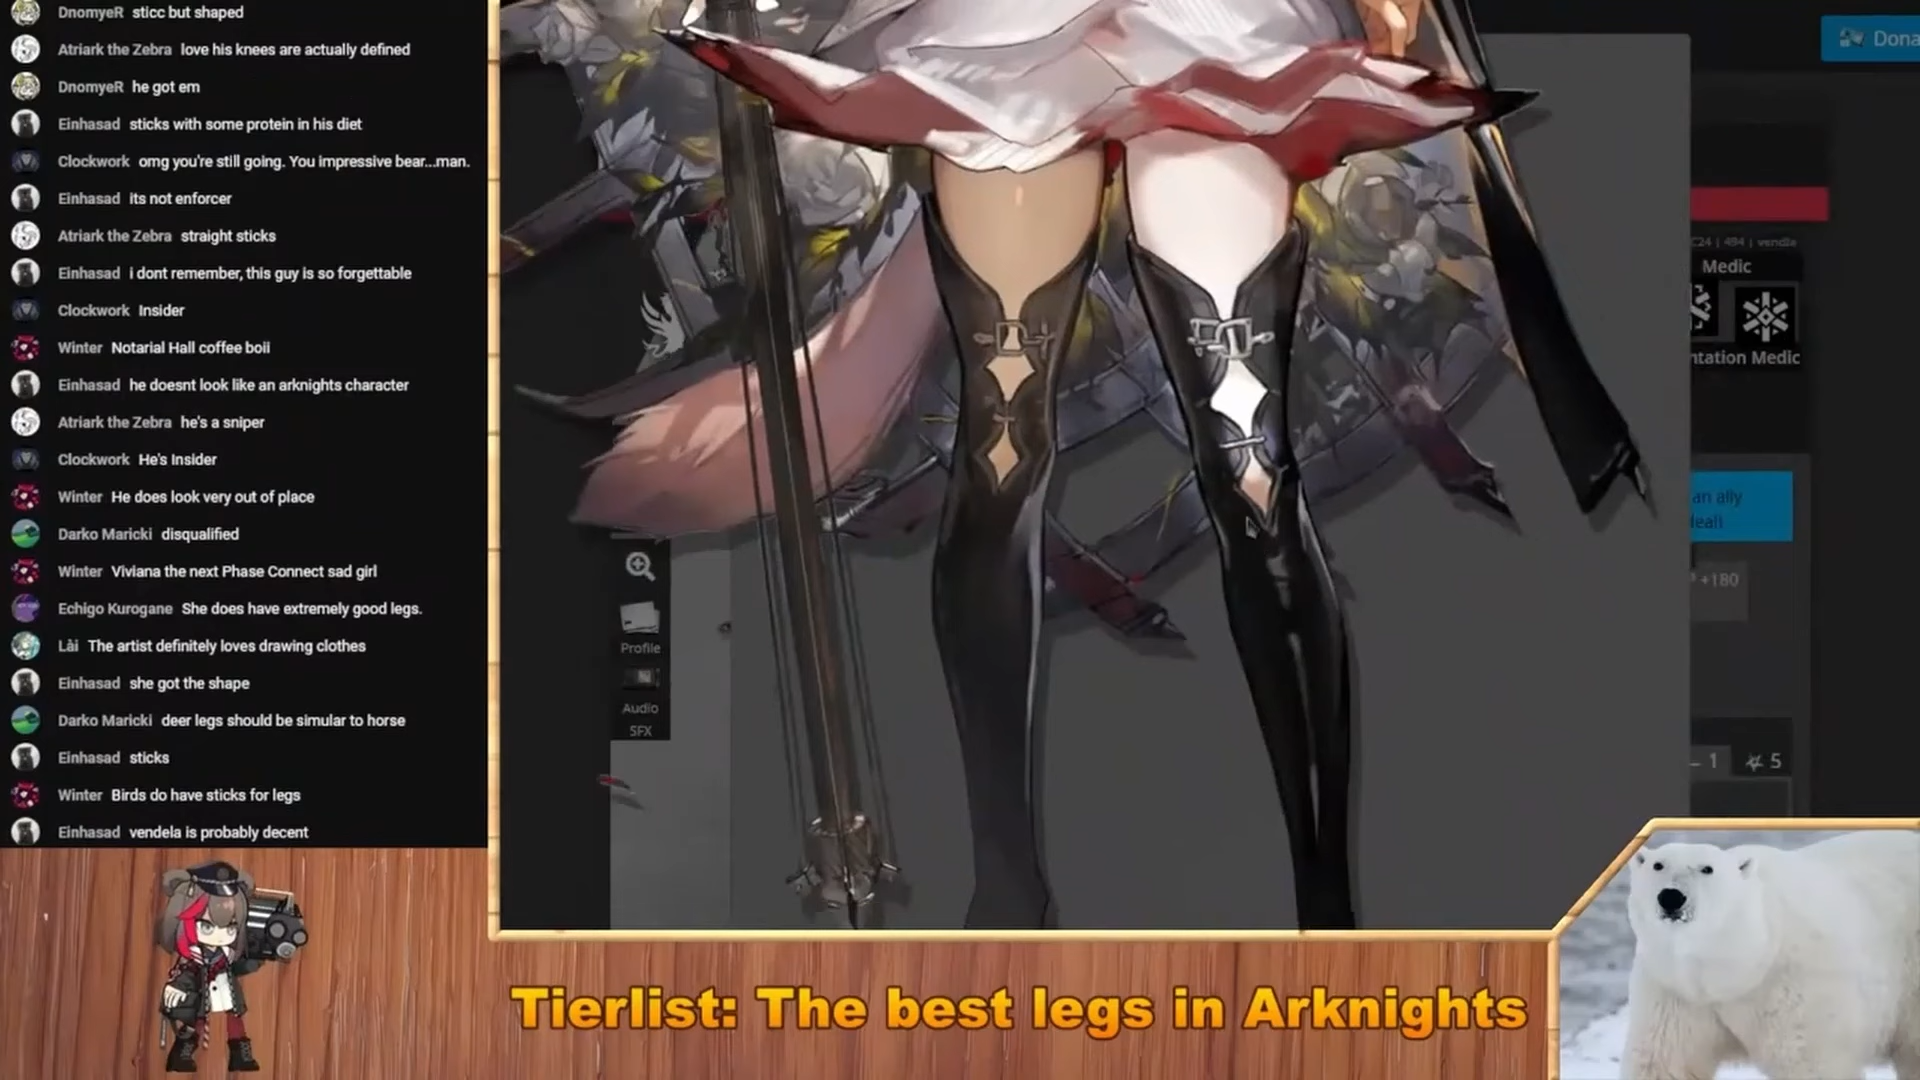 DnomyeR sticc but shaped
Atriark the Zebra love his knees are actually defined
DnomyeR he got em
Einhasad sticks with some protein in his diet
Clockwork omg you're still going. You impressive bear...man.
Einhasad its not enforcer
Atriark the Zebra straight sticks
Einhasad i dont remember, this guy is so forgettable
Clockwork Insider
Winter Notarial Hall coffee boii
Einhasad he doesnt look like an arknights character
Atriark the Zebra he's a sniper
Clockwork He's Insider
Winter He does look very out of place
Darko Maricki disqualified
Winter Viviana the next Phase Connect sad girl
Echigo Kurogane She does have extremely good legs.
Lài The artist definitely loves drawing clothes
Einhasad she got the shape
Darko Maricki deer legs should be simular to horse
Einhasad sticks
Winter Birds do have sticks for legs
Einhasad vendela is probably decent
Profile
Audio
SFX
Dona
C24 | 494 | vendla
Medic
ntation Medic
an ally
+180
1
5
Tierlist: The best legs in Arknights